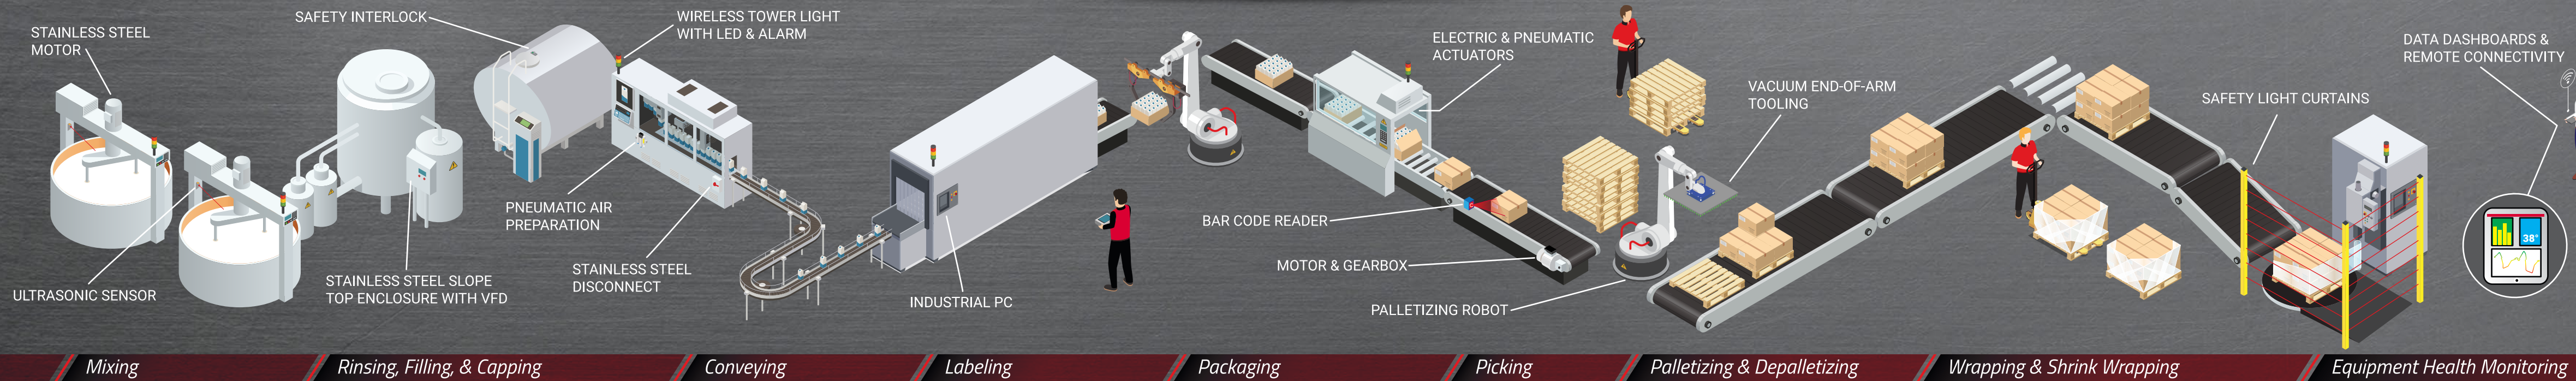 STAINLESS STEEL
MOTOR
SAFETY INTERLOCK
WIRELESS TOWER LIGHT
WITH LED & ALARM
ULTRASONIC SENSOR
STAINLESS STEEL SLOPE
TOP ENCLOSURE WITH VFD
PNEUMATIC AIR
PREPARATION
STAINLESS STEEL
DISCONNECT
INDUSTRIAL PC
ELECTRIC & PNEUMATIC
ACTUATORS
BAR CODE READER
MOTOR & GEARBOX
PALLETIZING ROBOT
VACUUM END-OF-ARM
TOOLING
SAFETY LIGHT CURTAINS
DATA DASHBOARDS &
REMOTE CONNECTIVITY
38°
Mixing
Rinsing, Filling, & Capping
Conveying
Labeling
Packaging
Picking
Palletizing & Depalletizing
Wrapping & Shrink Wrapping
Equipment Health Monitoring